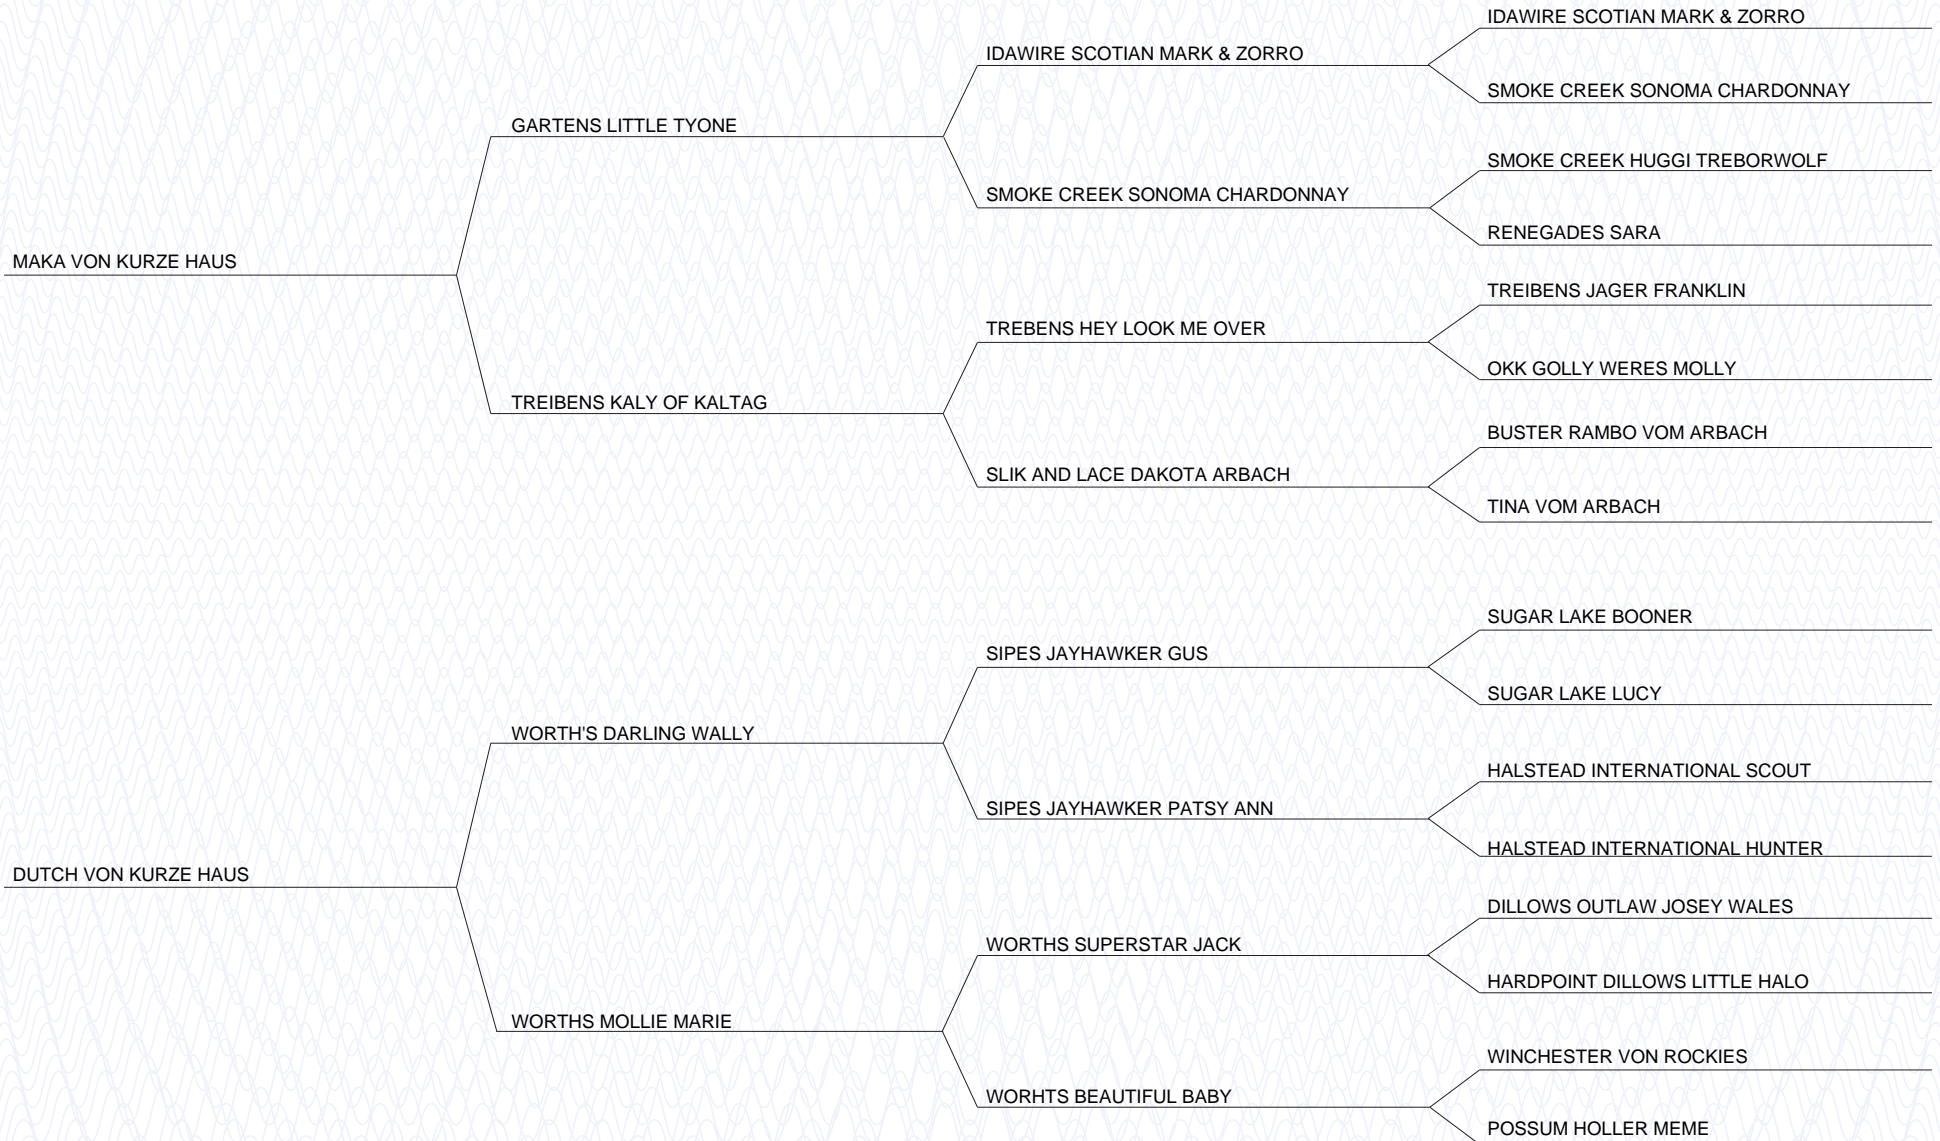 IDAWIRE SCOTIAN MARK & ZORRO
IDAWIRE SCOTIAN MARK & ZORRO
SMOKE CREEK SONOMA CHARDONNAY
GARTENS LITTLE TYONE
SMOKE CREEK HUGGI TREBORWOLF
SMOKE CREEK SONOMA CHARDONNAY
RENEGADES SARA
MAKA VON KURZE HAUS
TREIBENS JAGER FRANKLIN
TREBENS HEY LOOK ME OVER
OKK GOLLY WERES MOLLY
TREIBENS KALY OF KALTAG
BUSTER RAMBO VOM ARBACH
SLIK AND LACE DAKOTA ARBACH
TINA VOM ARBACH
SUGAR LAKE BOONER
SIPES JAYHAWKER GUS
SUGAR LAKE LUCY
WORTH'S DARLING WALLY
HALSTEAD INTERNATIONAL SCOUT
SIPES JAYHAWKER PATSY ANN
HALSTEAD INTERNATIONAL HUNTER
DUTCH VON KURZE HAUS
DILLOWS OUTLAW JOSEY WALES
WORTHS SUPERSTAR JACK
HARDPOINT DILLOWS LITTLE HALO
WORTHS MOLLIE MARIE
WINCHESTER VON ROCKIES
WORHTS BEAUTIFUL BABY
POSSUM HOLLER MEME